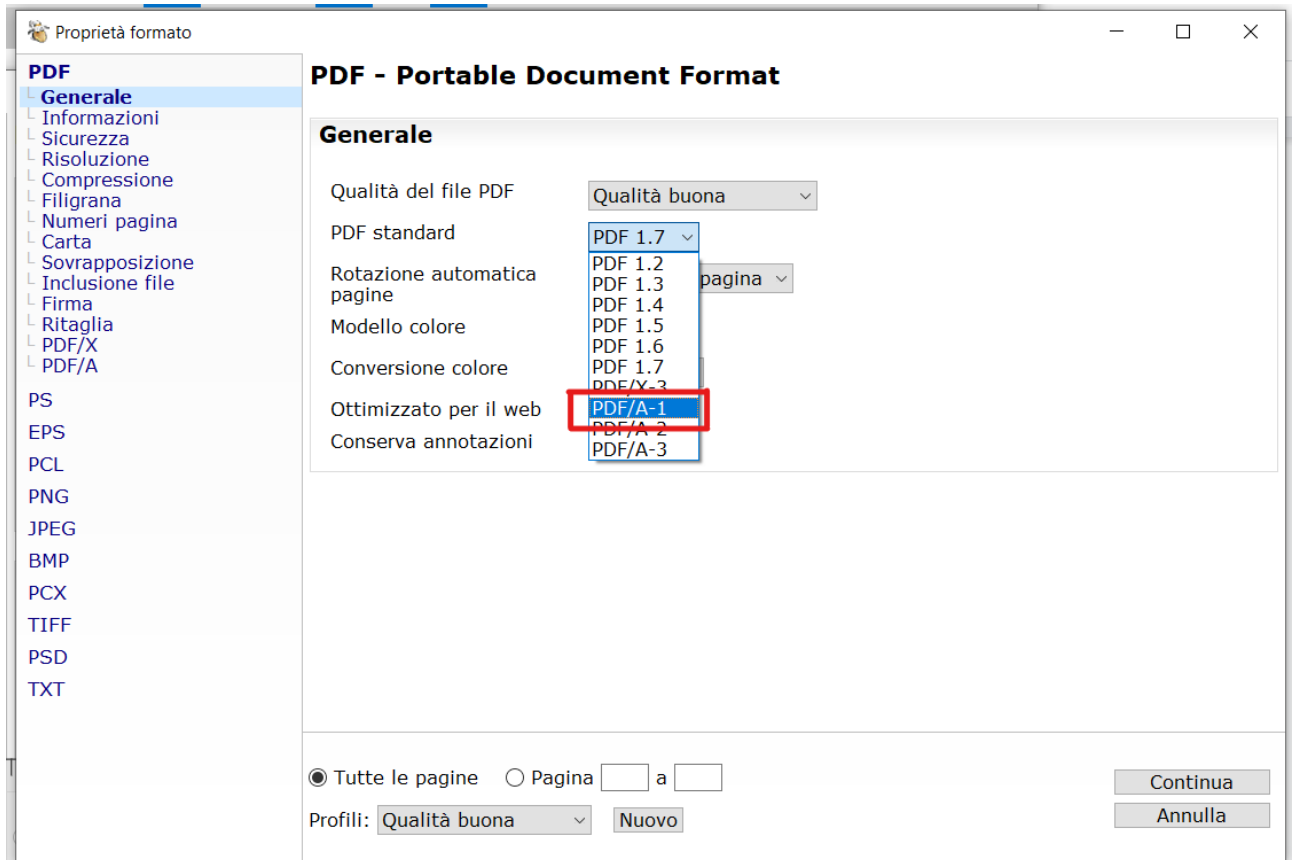 Proprietà formato
PDF
Generale
Informazioni
Sicurezza
Risoluzione
Compressione
Filigrana
Numeri pagina
Carta
Sovrapposizione
Inclusione file
Firma
Ritaglia
PDF/X
PDF/A
PS
EPS
PCL
PNG
JPEG
BMP
PCX
TIFF
PSD
TXT
PDF - Portable Document Format
Generale
Qualità del file PDF Qualità buona
PDF standard PDF 1.7
PDF 1.2
PDF 1.3
PDF 1.4
PDF 1.5
PDF 1.6
PDF 1.7
PDF/X-3
PDF/A-1
PDF/A-2
PDF/A-3
Rotazione automatica
pagine pagina
Modello colore
Conversione colore
Ottimizzato per il web
Conserva annotazioni
Tutte le pagine Pagina a
Profili: Qualità buona Nuovo
Continua
Annulla